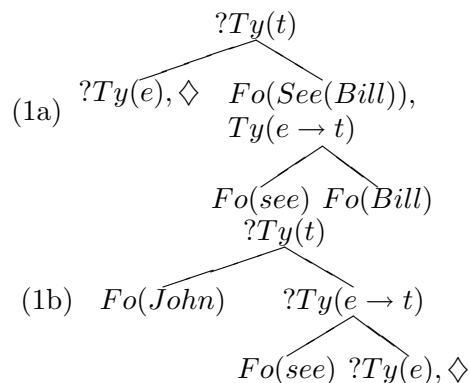 ?Ty(t)
(1a) ?Ty(e), ♢ Fo(See(Bill)),
Ty(e → t)
Fo(see) Fo(Bill)
?Ty(t)
(1b) Fo(John) ?Ty(e → t)
Fo(see) ?Ty(e), ♢